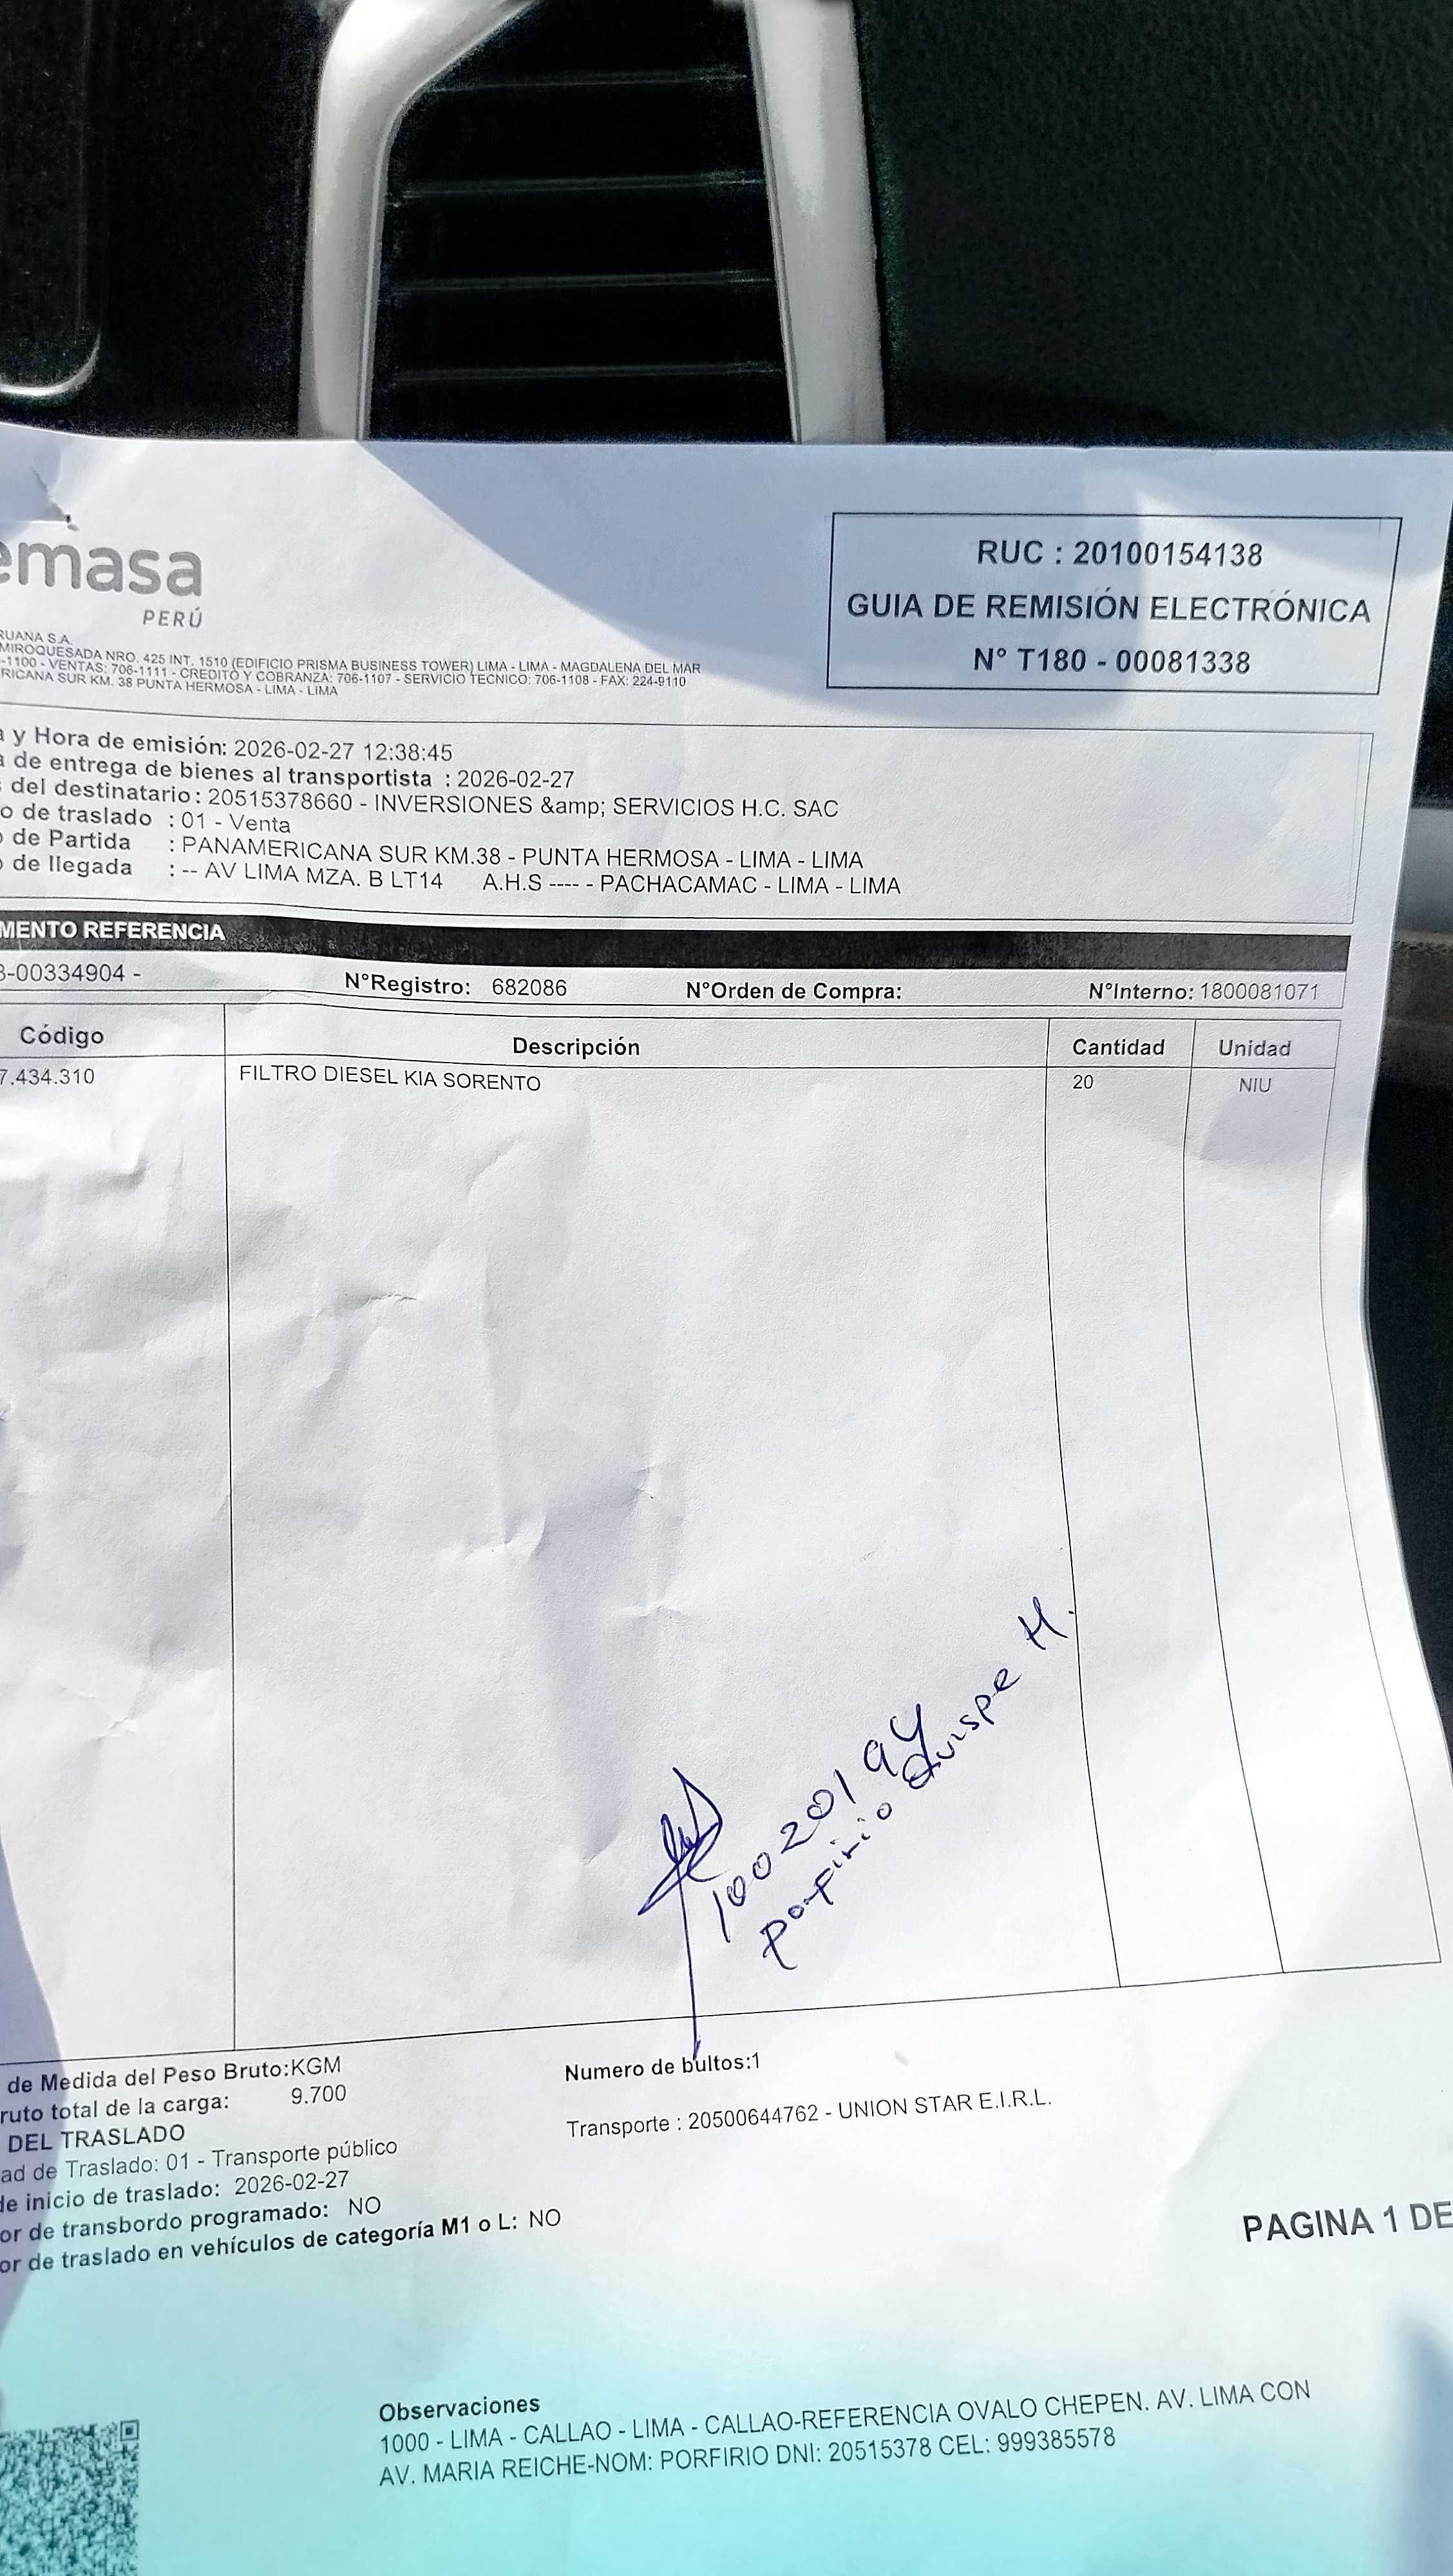 emasa
PERÚ
RUANA S.A.
MIROQUESADA NRO. 425 INT. 1510 (EDIFICIO PRISMA BUSINESS TOWER) LIMA - LIMA - MAGDALENA DEL MAR
-1100 - VENTAS: 706-1111 - CREDITO Y COBRANZA: 706-1107 - SERVICIO TECNICO: 706-1108 - FAX: 224-9110
RICANA SUR KM. 38 PUNTA HERMOSA - LIMA - LIMA
RUC : 20100154138
GUIA DE REMISIÓN ELECTRÓNICA
N° T180 - 00081338
y Hora de emisión: 2026-02-27 12:38:45
de entrega de bienes al transportista : 2026-02-27
del destinatario: 20515378660 - INVERSIONES &amp; SERVICIOS H.C. SAC
o de traslado : 01 - Venta
de Partida : PANAMERICANA SUR KM.38 - PUNTA HERMOSA - LIMA - LIMA
de llegada : -- AV LIMA MZA. B LT14 A.H.S ---- - PACHACAMAC - LIMA - LIMA
MENTO REFERENCIA
-00334904 - N°Registro: 682086 N°Orden de Compra: N°Interno: 1800081071
Código Descripción Cantidad Unidad
7.434.310 FILTRO DIESEL KIA SORENTO 20 NIU
10020194
porfirio Quispe H.
de Medida del Peso Bruto:KGM Numero de bultos:1
ruto total de la carga: 9.700
DEL TRASLADO Transporte : 20500644762 - UNION STAR E.I.R.L.
ad de Traslado: 01 - Transporte público
de inicio de traslado: 2026-02-27
or de transbordo programado: NO
or de traslado en vehículos de categoría M1 o L: NO
PAGINA 1 DE
Observaciones
1000 - LIMA - CALLAO - LIMA - CALLAO-REFERENCIA OVALO CHEPEN. AV. LIMA CON
AV. MARIA REICHE-NOM: PORFIRIO DNI: 20515378 CEL: 999385578